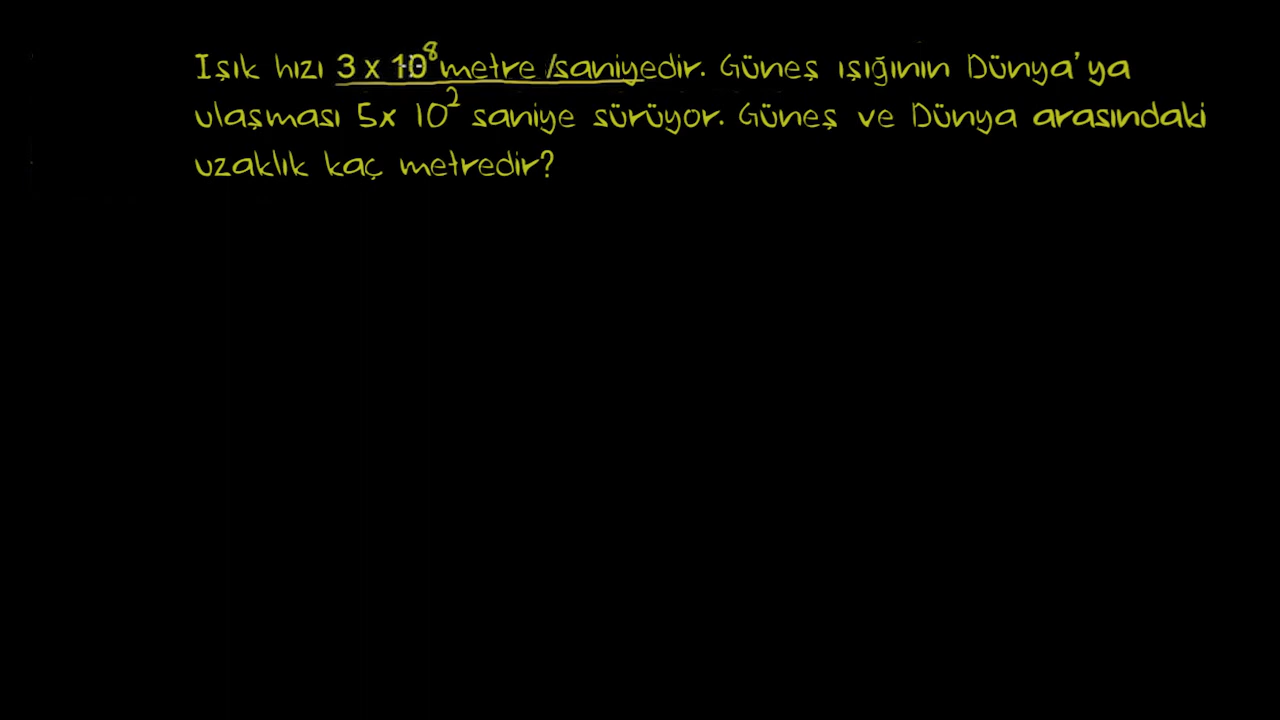 Işık hızı 3 x 10⁸ metre /saniyedir. Güneş ışığının Dünya'ya
ulaşması 5x 10² saniye sürüyor. Güneş ve Dünya arasındaki
uzaklık kaç metredir?